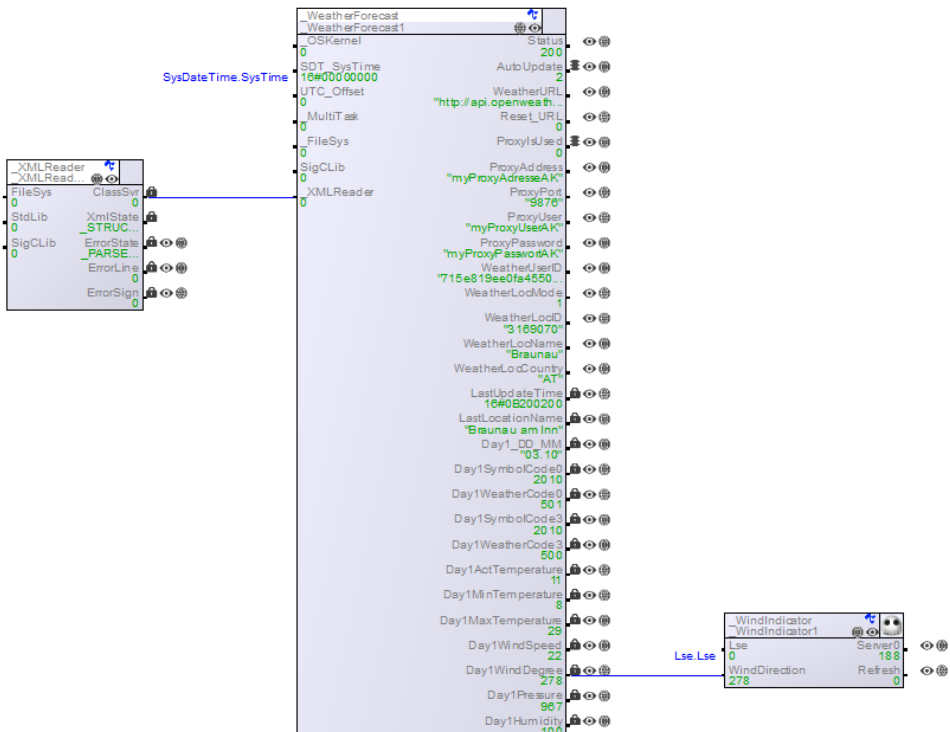 _WeatherForecast
_WeatherForecast1
_OSKernel
0
Status
200
SysDateTime.SysTime
SDT_SysTime
16#00000000
AutoUpdate
2
UTC_Offset
0
WeatherURL
"http://api.openweath...
_MultiTask
0
Reset_URL
0
_FileSys
0
ProxyIsUsed
0
SigCLib
0
ProxyAddress
"myProxyAdresseAK"
_XMLReader
0
ProxyPort
"9876"
ProxyUser
"myProxyUserAK"
ProxyPassword
"myProxyPasswortAK"
WeatherUserID
"715e819ee0fa4550...
WeatherLocMode
1
WeatherLocID
"3169070"
WeatherLocName
"Braunau"
WeatherLocCountry
"AT"
LastUpdateTime
16#0B200200
LastLocationName
"Braunau am Inn"
Day1_DD_MM
"03.10"
Day1SymbolCode0
2010
Day1WeatherCode0
501
Day1SymbolCode3
2010
Day1WeatherCode3
500
Day1ActTemperature
11
Day1MinTemperature
8
Day1MaxTemperature
29
Day1WindSpeed
22
Day1WindDegree
278
Day1Pressure
967
Day1Humidity
100
_XMLReader
_XMLRead...
FileSys
0
ClassSvr
0
StdLib
0
XmlState
_STRUC...
SigCLib
0
ErrorState
_PARSE...
ErrorLine
0
ErrorSign
0
_WindIndicator
_WindIndicator1
Lse.Lse
Lse
0
Server0
188
WindDirection
278
Refresh
0